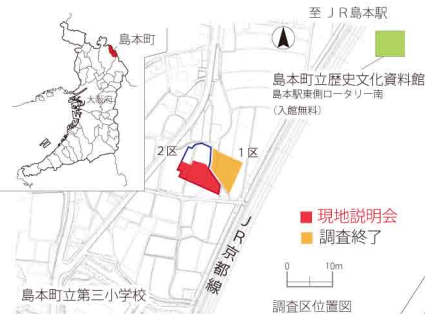 至 ＪＲ島本駅
島本町
大阪府
島本町立歴史文化資料館
島本駅東側ロータリー南
（入館無料）
2区
1区
ＪＲ京都線
現地説明会
調査終了
0 10m
島本町立第三小学校
調査区位置図